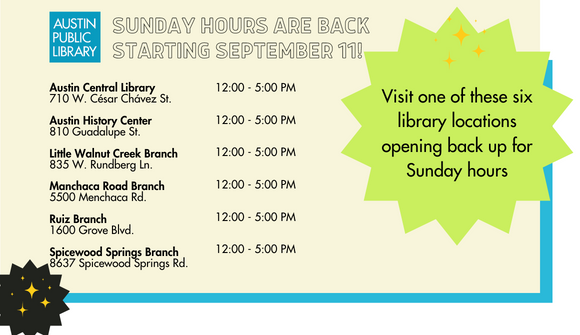 AUSTIN
PUBLIC
LIBRARY
SUNDAY HOURS ARE BACK
STARTING SEPTEMBER 11!
Austin Central Library 12:00 - 5:00 PM
710 W. César Chávez St.
Austin History Center 12:00 - 5:00 PM
810 Guadalupe St.
Little Walnut Creek Branch 12:00 - 5:00 PM
835 W. Rundberg Ln.
Manchaca Road Branch 12:00 - 5:00 PM
5500 Menchaca Rd.
Ruiz Branch 12:00 - 5:00 PM
1600 Grove Blvd.
Spicewood Springs Branch 12:00 - 5:00 PM
8637 Spicewood Springs Rd.
Visit one of these six
library locations
opening back up for
Sunday hours